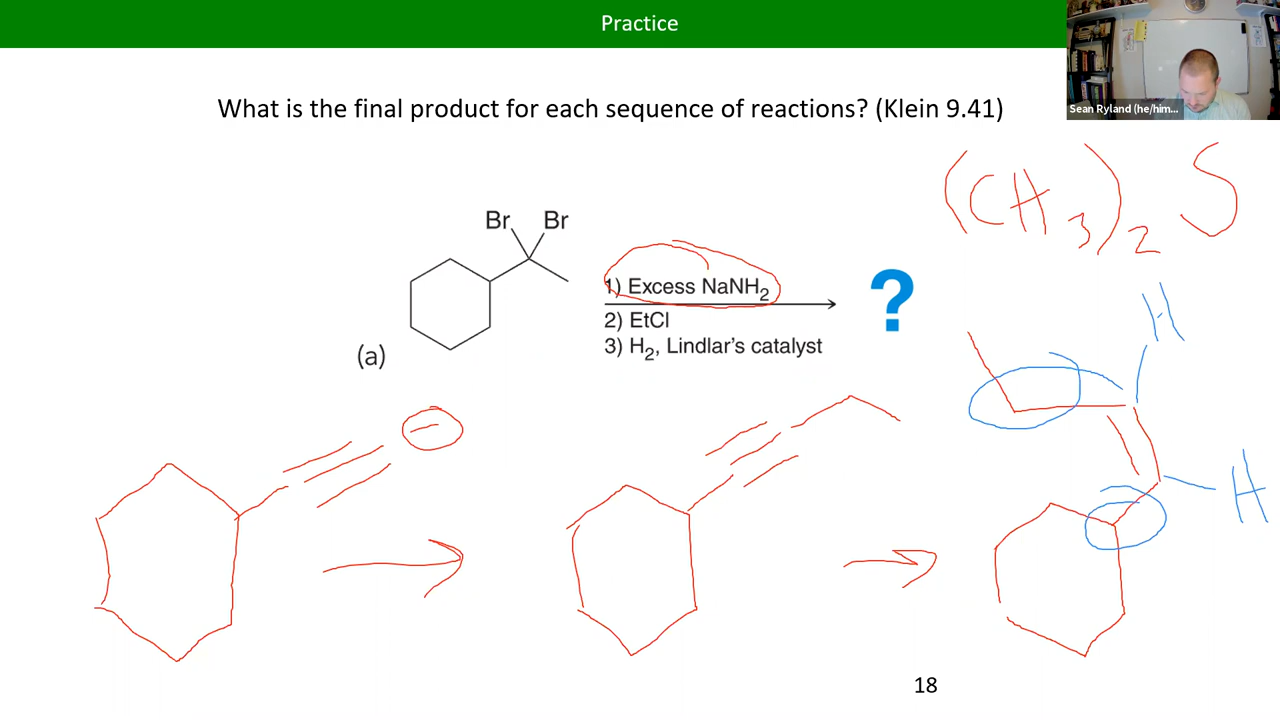 Practice
Sean Ryland (he/him...
What is the final product for each sequence of reactions? (Klein 9.41)
(CH3)2 S
Br Br
1) Excess NaNH2
2) EtCl
3) H2, Lindlar's catalyst
?
(a)
H
−
H
18